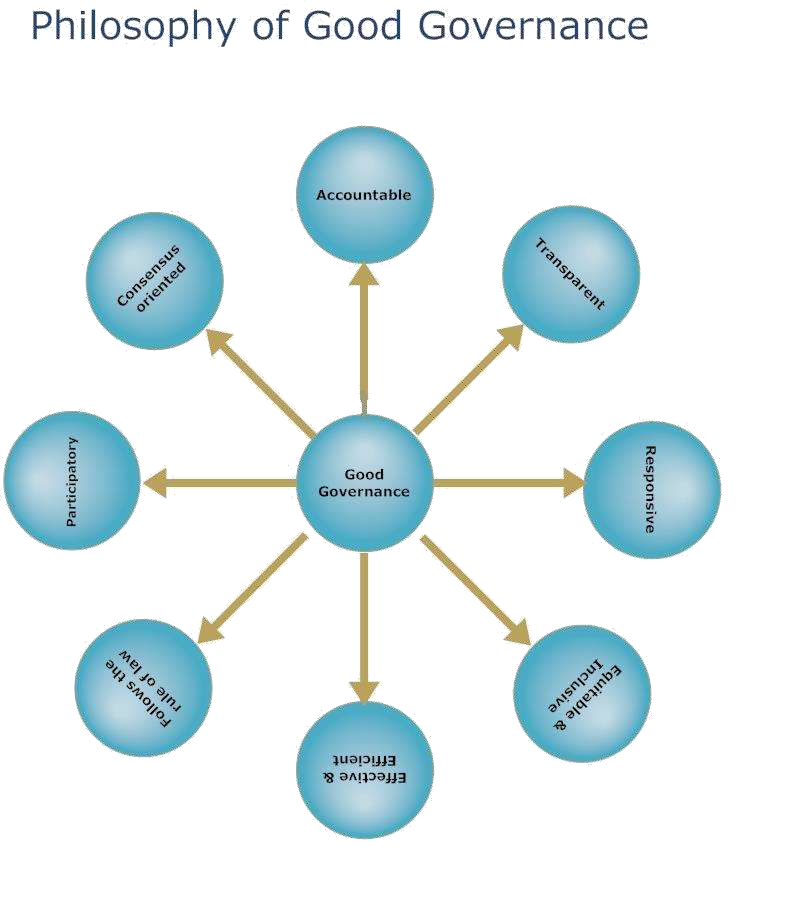 Philosophy of Good Governance
Accountable
Transparent
Responsive
Equitable &
Inclusive
Effective &
Efficient
Follows the
rule of law
Participatory
Consensus
oriented
Good
Governance